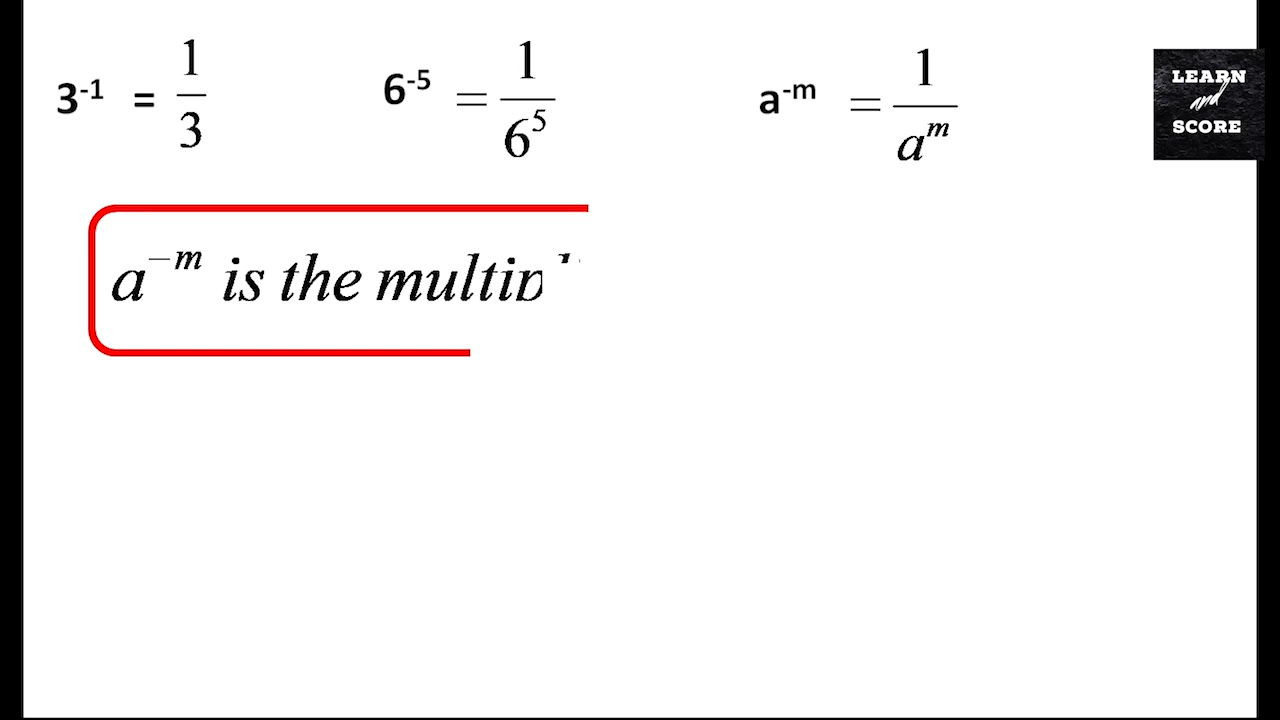 3⁻¹ = 1/3
6⁻⁵ = 1/6⁵
a⁻ᵐ = 1/aᵐ
LEARN
and
SCORE
a⁻ᵐ is the